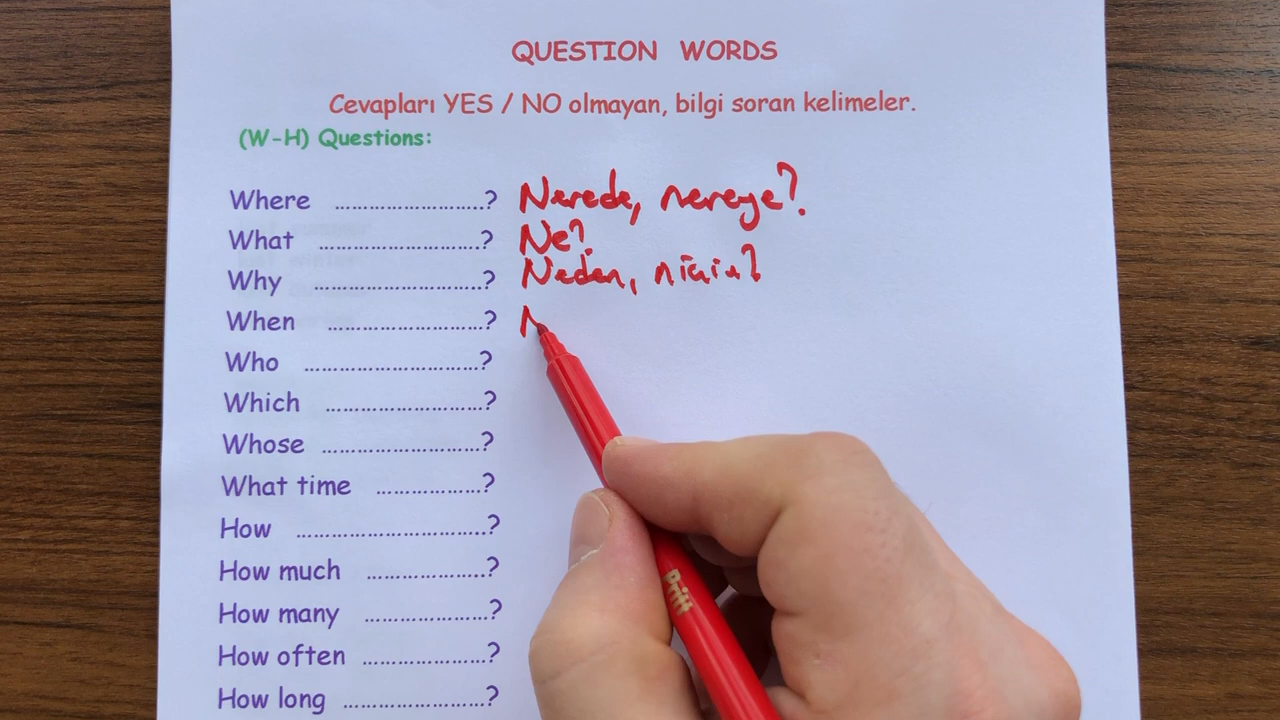 QUESTION WORDS
Cevapları YES / NO olmayan, bilgi soran kelimeler.
(W-H) Questions:
Where ……………………..? Nerede, nereye?
What ……………………….? Ne?
Why ………………………..? Neden, niçin?
When ……………………….? N
Who …………………………?
Which ………………………?
Whose ………………………?
What time ………………?
How …………………………..?
How much …………………..?
How many …………………?
How often …………………?
How long ……………………?
Pritt